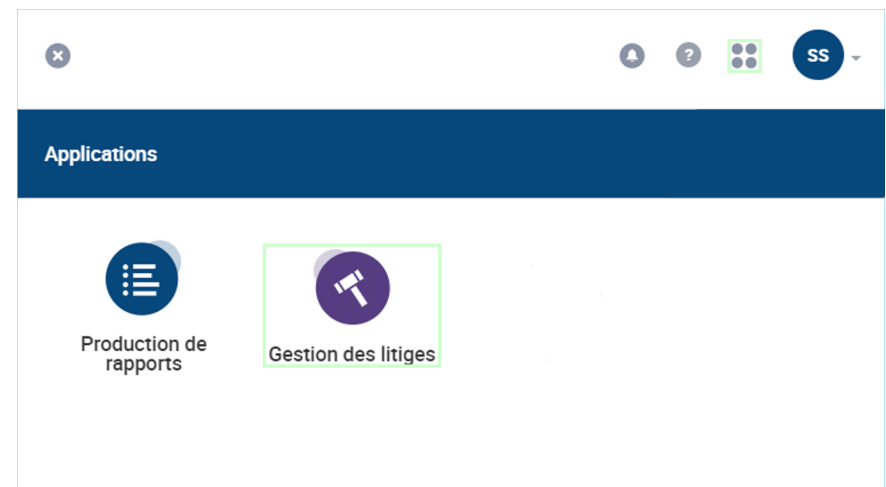 ?
SS
Applications
Production de
rapports
Gestion des litiges